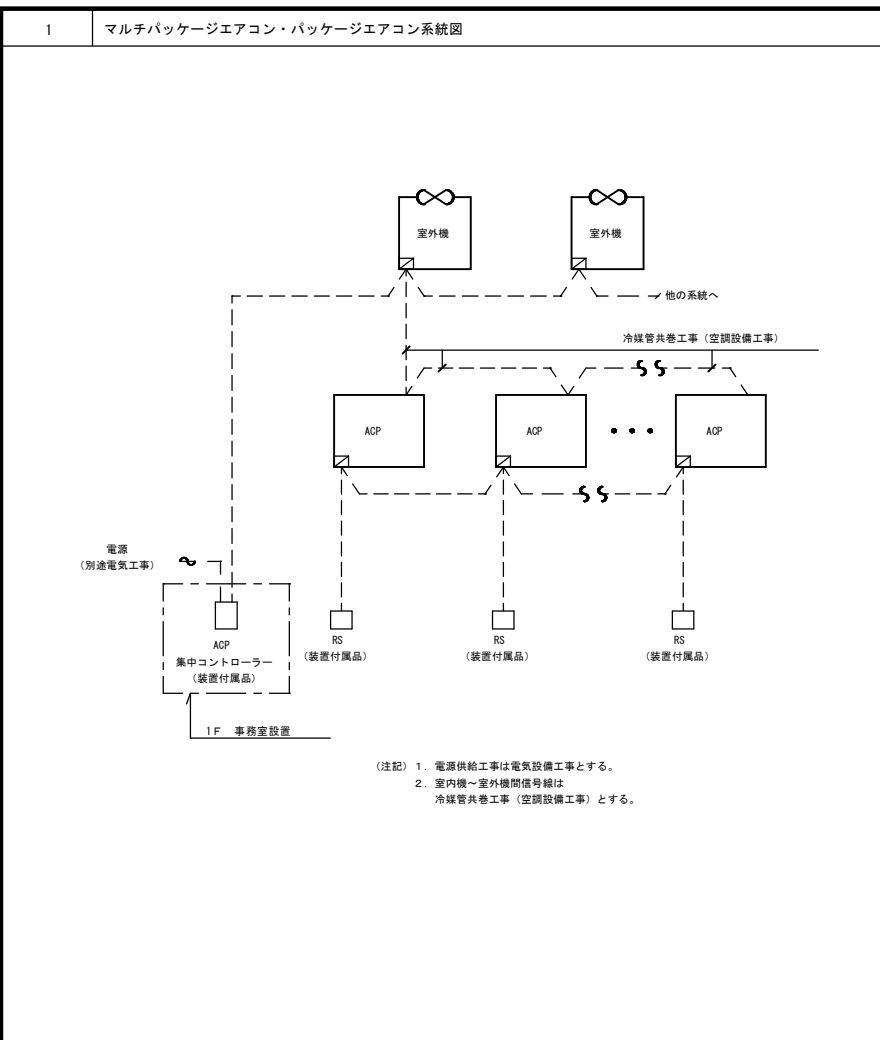 1
マルチパッケージエアコン・パッケージエアコン系統図
室外機
室外機
他の系統へ
冷媒管共巻工事（空調設備工事）
ACP
ACP
ACP
電源
（別途電気工事）
ACP
集中コントローラー
（装置付属品）
RS
（装置付属品）
RS
（装置付属品）
RS
（装置付属品）
１Ｆ　事務室設置
（注記）１．電源供給工事は電気設備工事とする。
２．室内機～室外機間信号線は
冷媒管共巻工事（空調設備工事）とする。